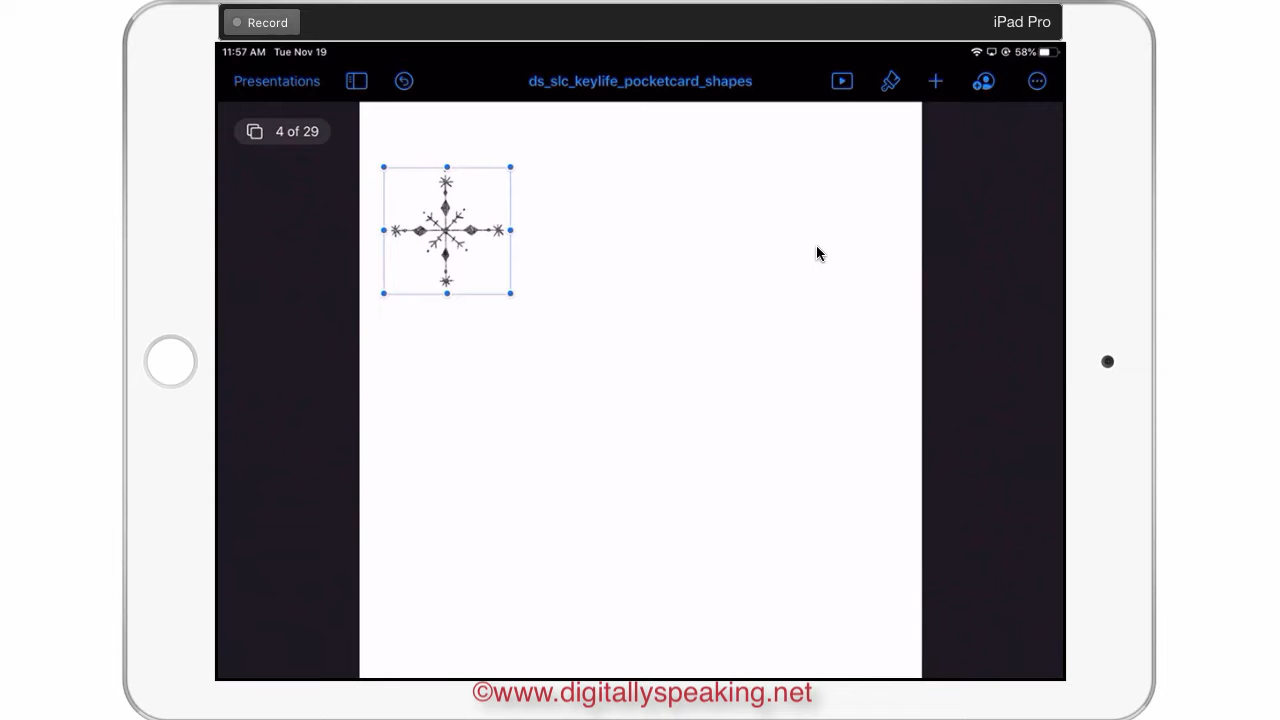 Record
iPad Pro
11:57 AM Tue Nov 19
58%
Presentations
ds_slc_keylife_pocketcard_shapes
4 of 29
©www.digitallyspeaking.net